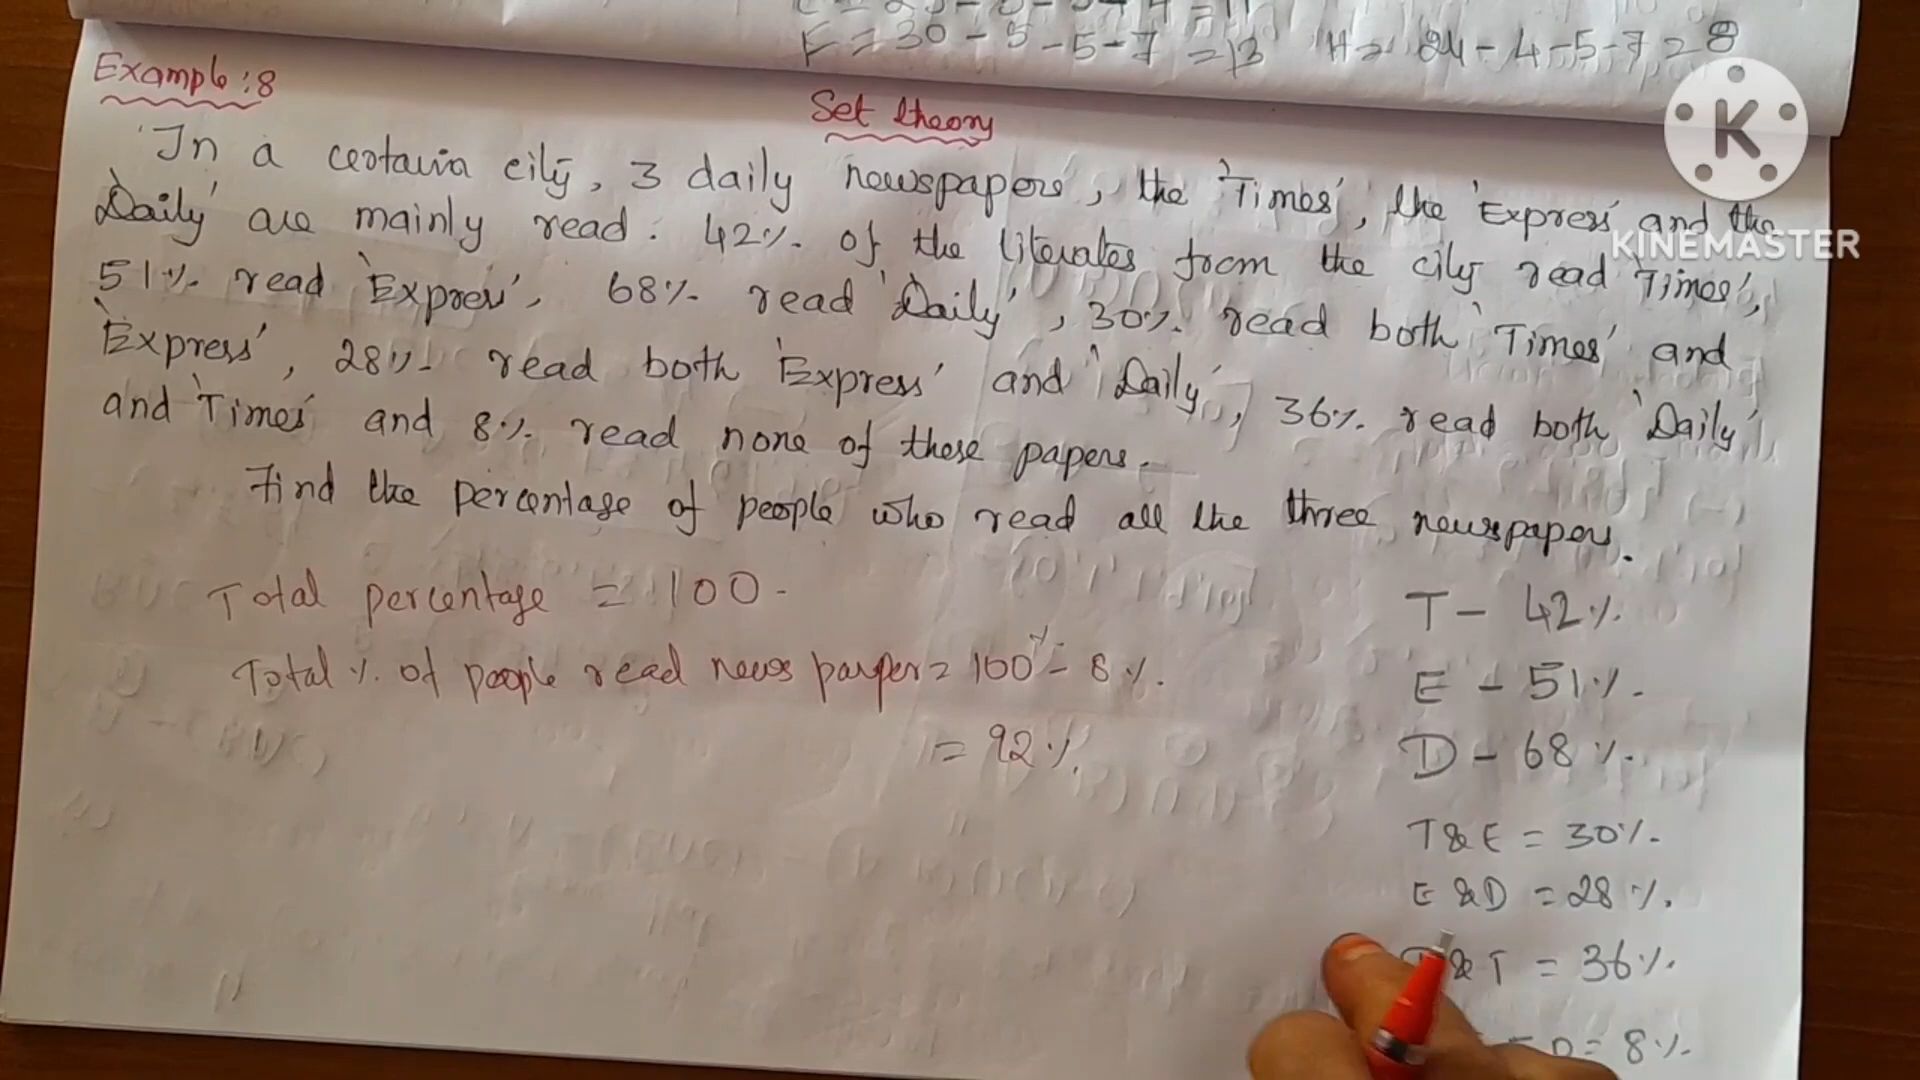 F = 30 - 5 - 5 - 7 = 13 H = 24 - 4 - 5 - 7 = 8
Example : 8
Set theory
K
In a certain city, 3 daily newspapers, the 'Times', the 'Express' and the
'Daily' are mainly read. 42% of the literates from the city read 'Times',
KINEMASTER
51% read 'Express', 68% read 'Daily', 30% read both 'Times' and
'Express', 28% read both 'Express' and 'Daily', 36% read both 'Daily'
and 'Times' and 8% read none of these papers.
Find the percentage of people who read all the three newspapers.
Total percentage = 100.
T - 42%.
Total % of people read news payper = 100% - 8%.
E - 51%.
= 92%.
D - 68%.
T & E = 30%.
E & D = 28%.
& T = 36%.
= 8%.